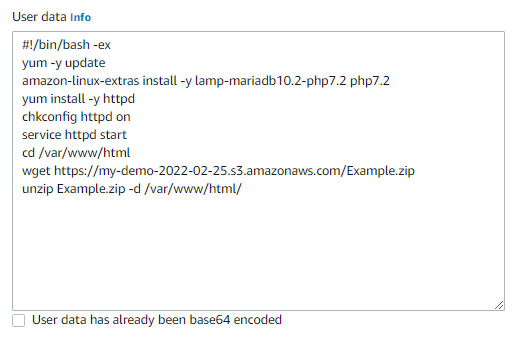 User data Info
#!/bin/bash -ex
yum -y update
amazon-linux-extras install -y lamp-mariadb10.2-php7.2 php7.2
yum install -y httpd
chkconfig httpd on
service httpd start
cd /var/www/html
wget https://my-demo-2022-02-25.s3.amazonaws.com/Example.zip
unzip Example.zip -d /var/www/html/
User data has already been base64 encoded